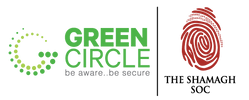 GREEN
CIRCLE
be aware..be secure
THE SHAMAGH
SOC